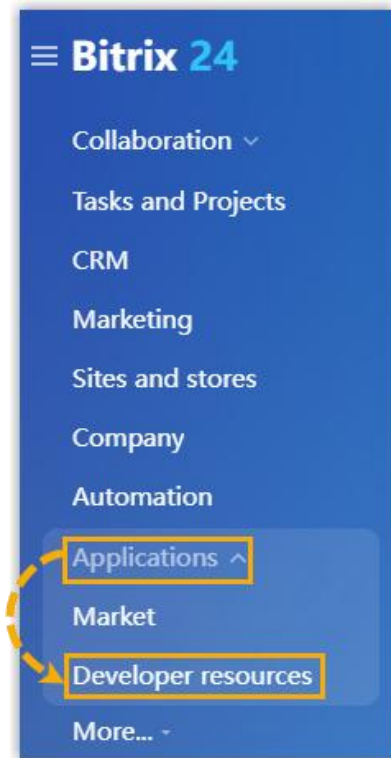 Bitrix 24
Collaboration
Tasks and Projects
CRM
Marketing
Sites and stores
Company
Automation
Applications
Market
Developer resources
More...